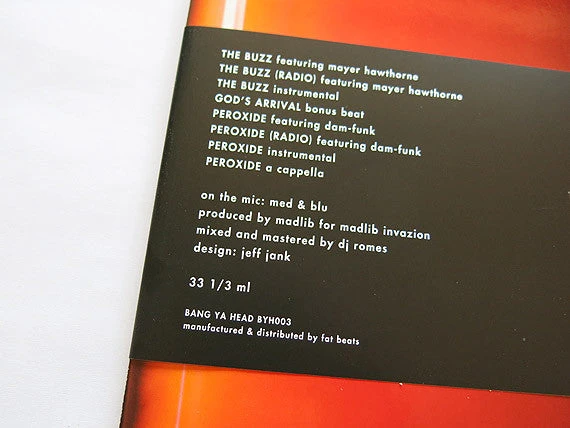 THE BUZZ featuring mayer hawthorne
THE BUZZ (RADIO) featuring mayer hawthorne
THE BUZZ instrumental
GOD'S ARRIVAL bonus beat
PEROXIDE featuring dam-funk
PEROXIDE (RADIO) featuring dam-funk
PEROXIDE instrumental
PEROXIDE a cappella
on the mic: med & blu
produced by madlib for madlib invazion
mixed and mastered by dj romes
design: jeff jank
33 1/3 ml
BANG YA HEAD BYH003
manufactured & distributed by fat beats